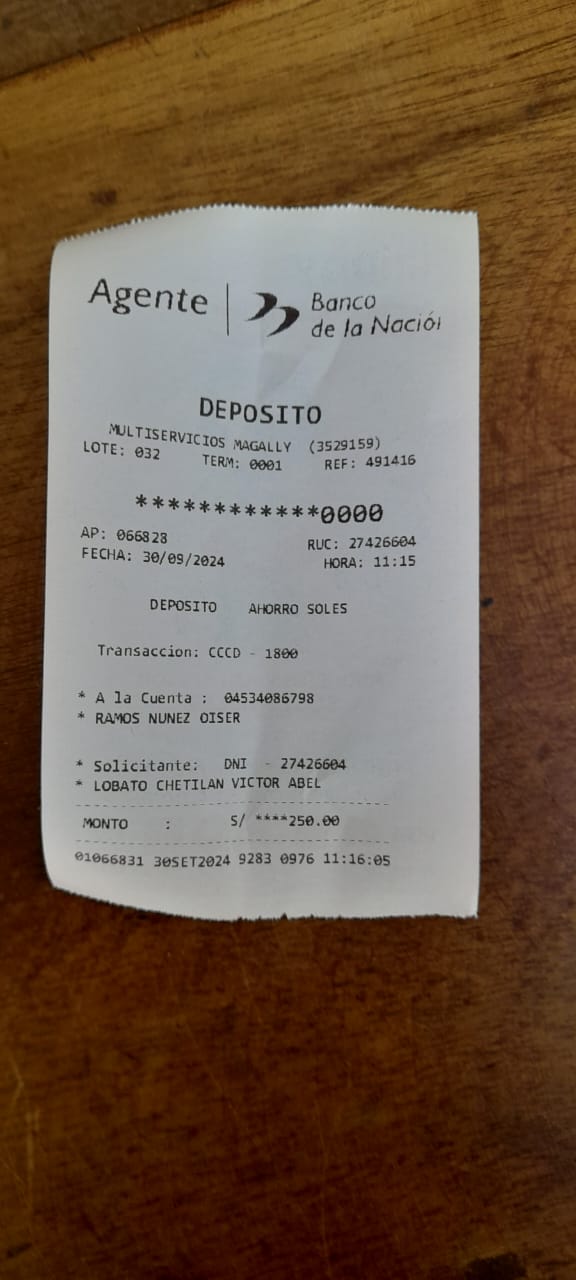 Agente | Banco
de la Nació
DEPOSITO
MULTISERVICIOS MAGALLY (3529159)
LOTE: 032 TERM: 0001 REF: 491416
************0000
AP: 066828 RUC: 27426604
FECHA: 30/09/2024 HORA: 11:15
DEPOSITO AHORRO SOLES
Transaccion: CCCD - 1800
* A la Cuenta : 04534086798
* RAMOS NUNEZ OISER
* Solicitante: DNI - 27426604
* LOBATO CHETILAN VICTOR ABEL
MONTO : S/ ****250.00
01066831 30SET2024 9283 0976 11:16:05